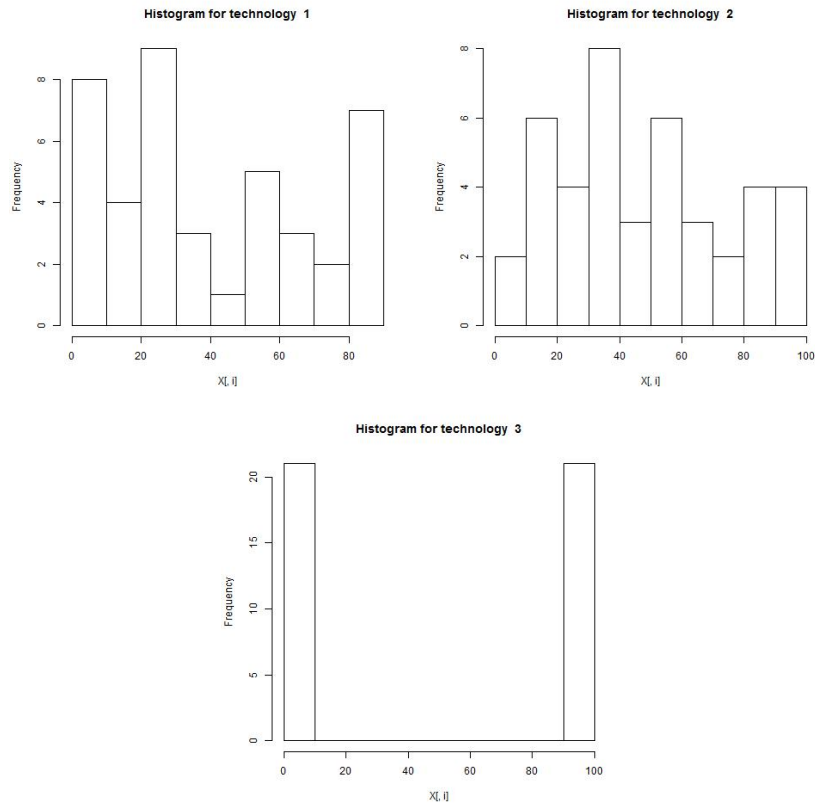 Histogram for technology 1
8
6
4
2
0
Frequency
0 20 40 60 80
X[, i]
Histogram for technology 2
8
6
4
2
0
Frequency
0 20 40 60 80 100
X[, i]
Histogram for technology 3
20
15
10
5
0
Frequency
0 20 40 60 80 100
X[, i]